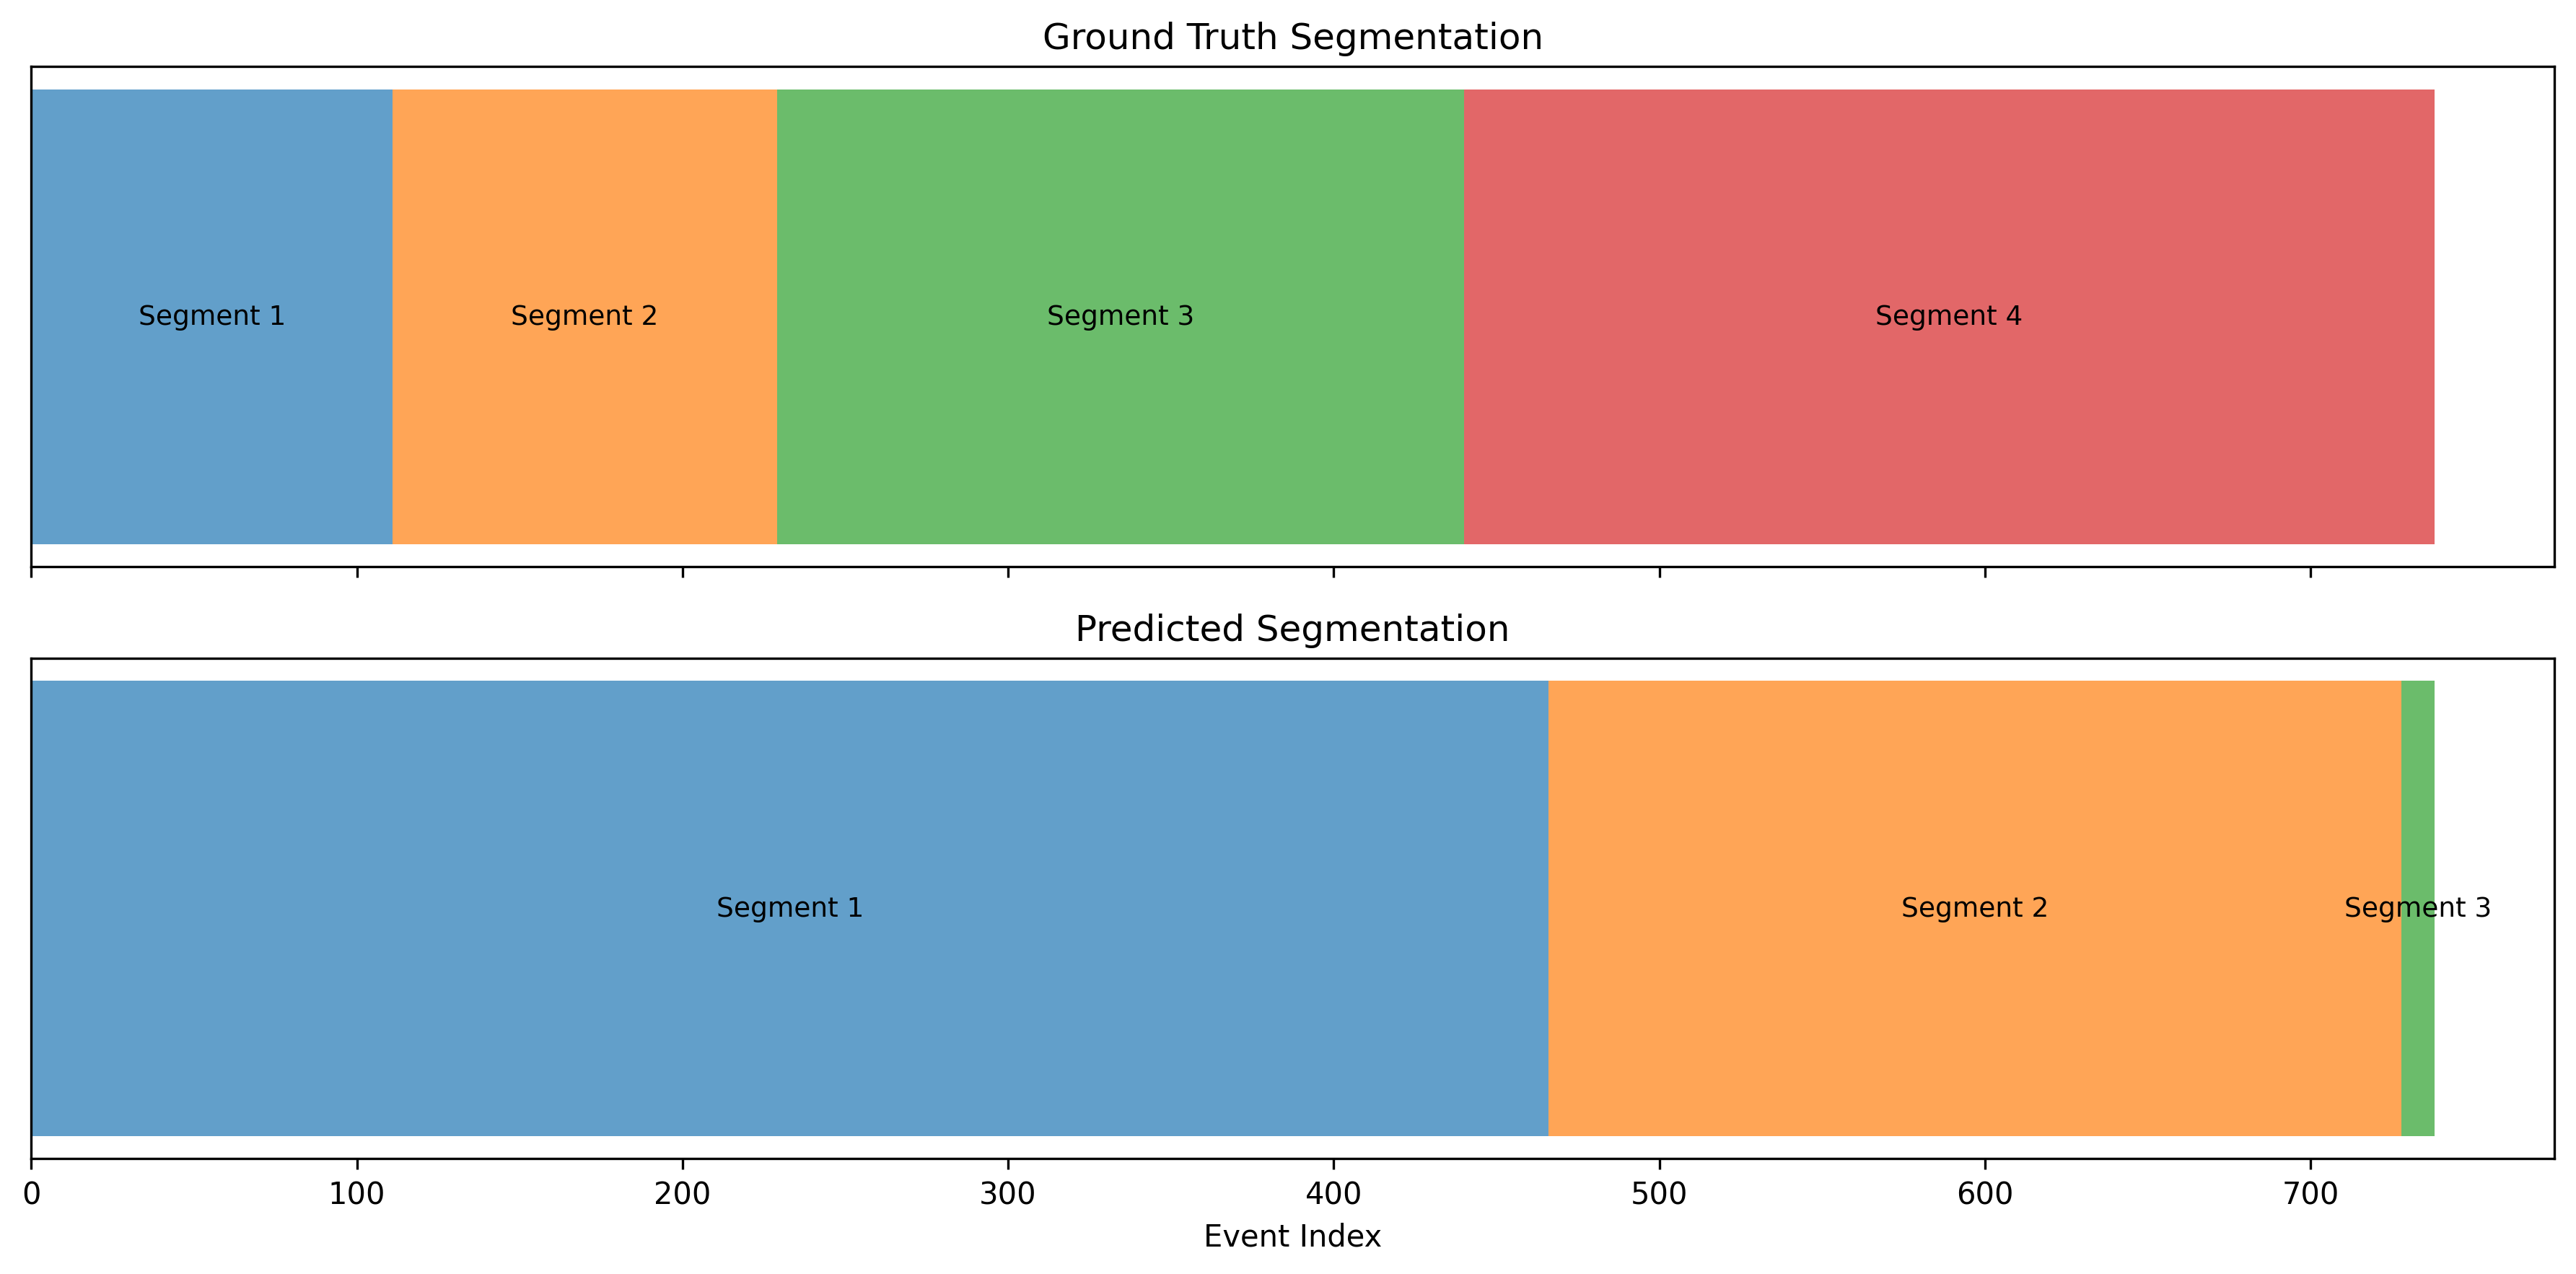 Ground Truth Segmentation
Segment 1 Segment 2 Segment 3 Segment 4
Predicted Segmentation
Segment 1 Segment 2 Segment 3
0 100 200 300 400 500 600 700
Event Index